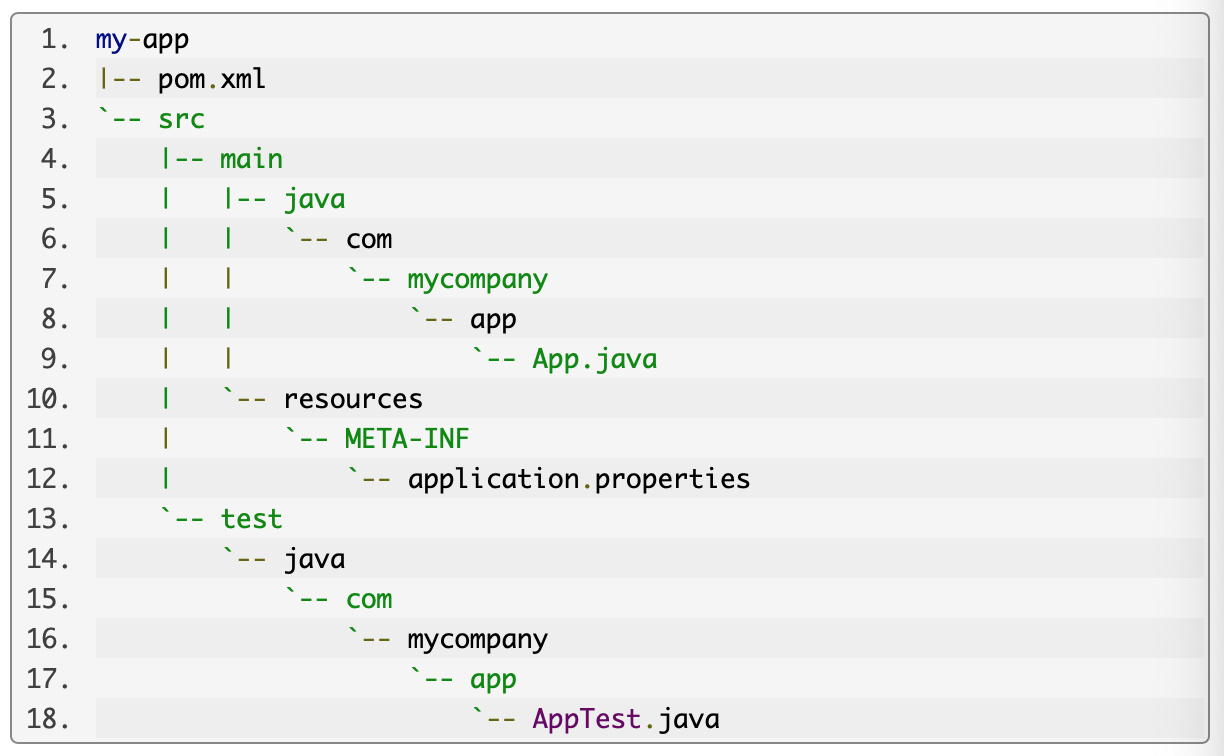 1. my-app
2. |-- pom.xml
3. `-- src
4.     |-- main
5.     |   |-- java
6.     |   |   `-- com
7.     |   |       `-- mycompany
8.     |   |           `-- app
9.     |   |               `-- App.java
10.     |   `-- resources
11.     |       `-- META-INF
12.     |           `-- application.properties
13.     `-- test
14.         `-- java
15.             `-- com
16.                 `-- mycompany
17.                     `-- app
18.                         `-- AppTest.java